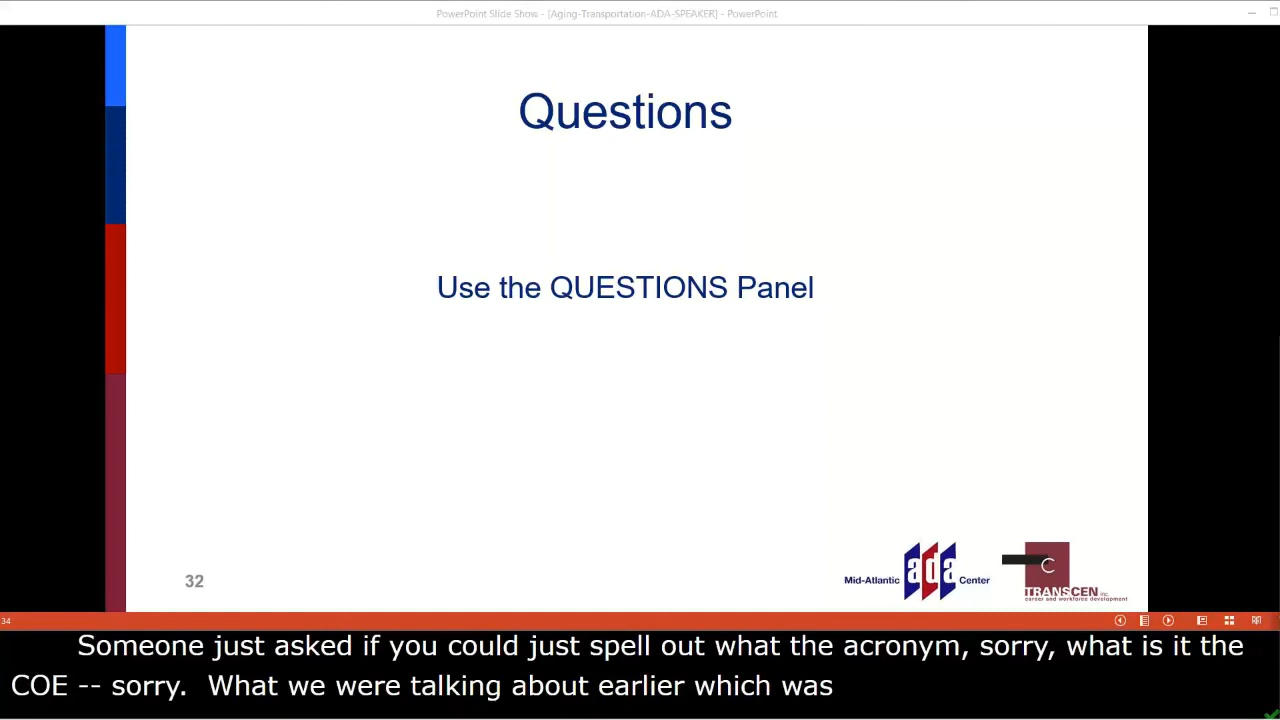 PowerPoint Slide Show - [Aging-Transportation-ADA-SPEAKER] - PowerPoint
Questions
Use the QUESTIONS Panel
32
Mid-Atlantic ada Center
C
TRANSCEN inc.
career and workforce development
34
Someone just asked if you could just spell out what the acronym, sorry, what is it the
COE -- sorry. What we were talking about earlier which was